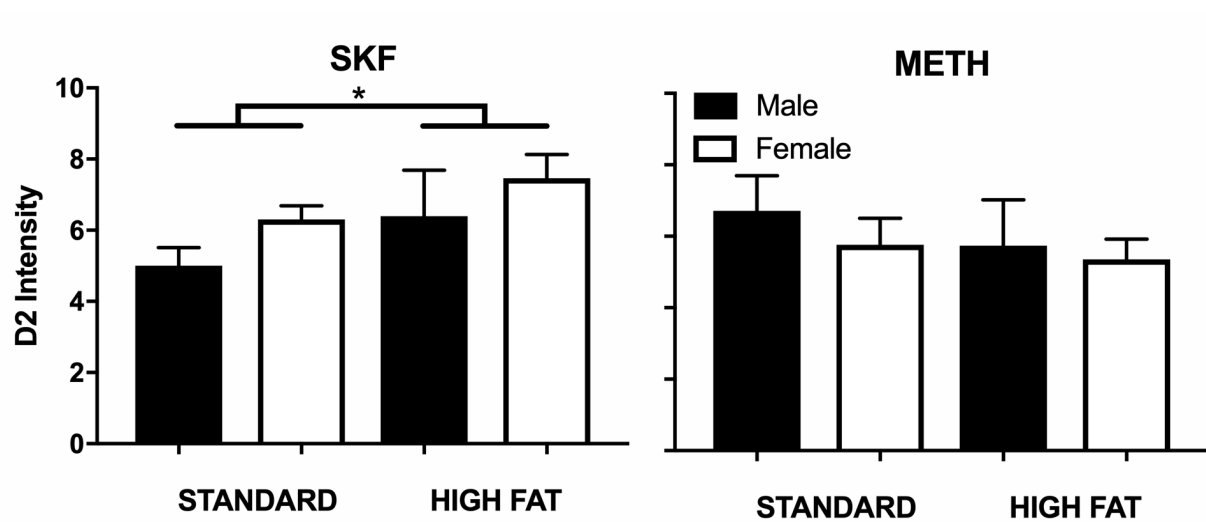 SKF
METH
*
10
8
6
4
2
0
D2 Intensity
Male
Female
STANDARD HIGH FAT
STANDARD HIGH FAT